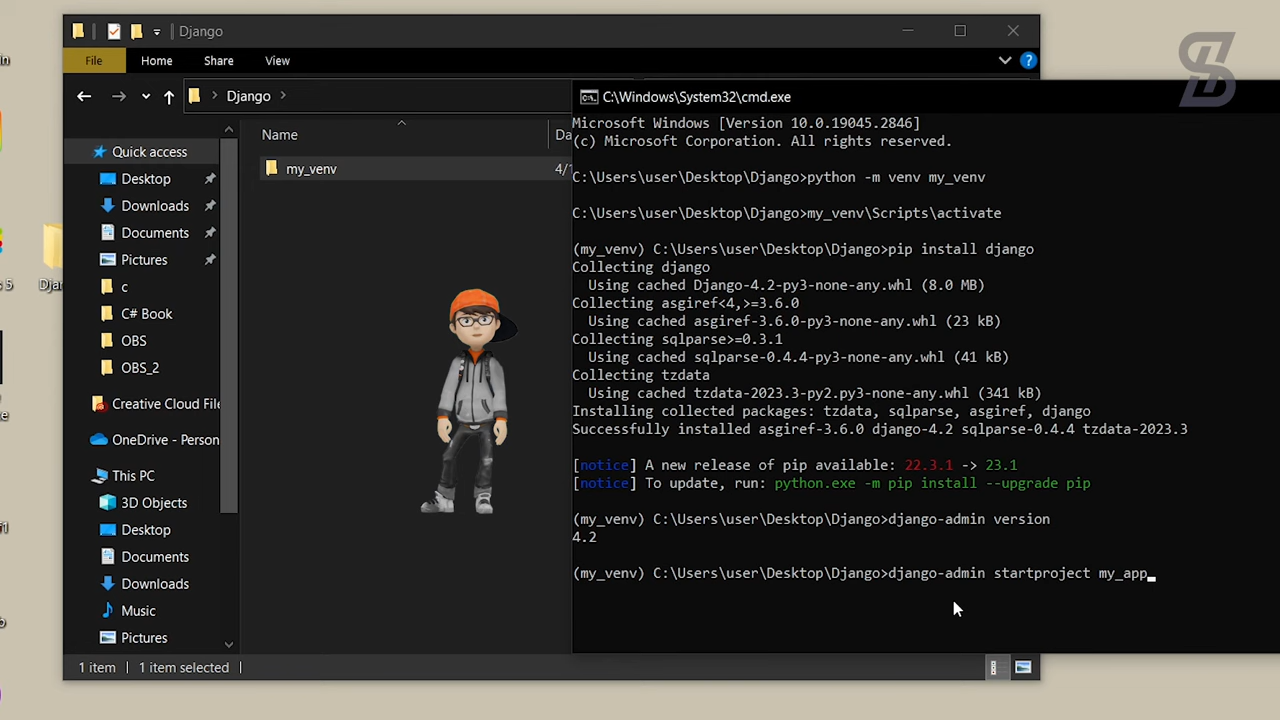 Django
File
Home
Share
View
Django
Name
Da
my_venv
4/1
Quick access
Desktop
Downloads
Documents
Pictures
c
C# Book
OBS
OBS_2
Creative Cloud File
OneDrive - Person
This PC
3D Objects
Desktop
Documents
Downloads
Music
Pictures
1 item
1 item selected
C:\Windows\System32\cmd.exe
Microsoft Windows [Version 10.0.19045.2846]
(c) Microsoft Corporation. All rights reserved.
C:\Users\user\Desktop\Django>python -m venv my_venv
C:\Users\user\Desktop\Django>my_venv\Scripts\activate
(my_venv) C:\Users\user\Desktop\Django>pip install django
Collecting django
Using cached Django-4.2-py3-none-any.whl (8.0 MB)
Collecting asgiref<4,>=3.6.0
Using cached asgiref-3.6.0-py3-none-any.whl (23 kB)
Collecting sqlparse>=0.3.1
Using cached sqlparse-0.4.4-py3-none-any.whl (41 kB)
Collecting tzdata
Using cached tzdata-2023.3-py2.py3-none-any.whl (341 kB)
Installing collected packages: tzdata, sqlparse, asgiref, django
Successfully installed asgiref-3.6.0 django-4.2 sqlparse-0.4.4 tzdata-2023.3
[notice] A new release of pip available: 22.3.1 -> 23.1
[notice] To update, run: python.exe -m pip install --upgrade pip
(my_venv) C:\Users\user\Desktop\Django>django-admin version
4.2
(my_venv) C:\Users\user\Desktop\Django>django-admin startproject my_app